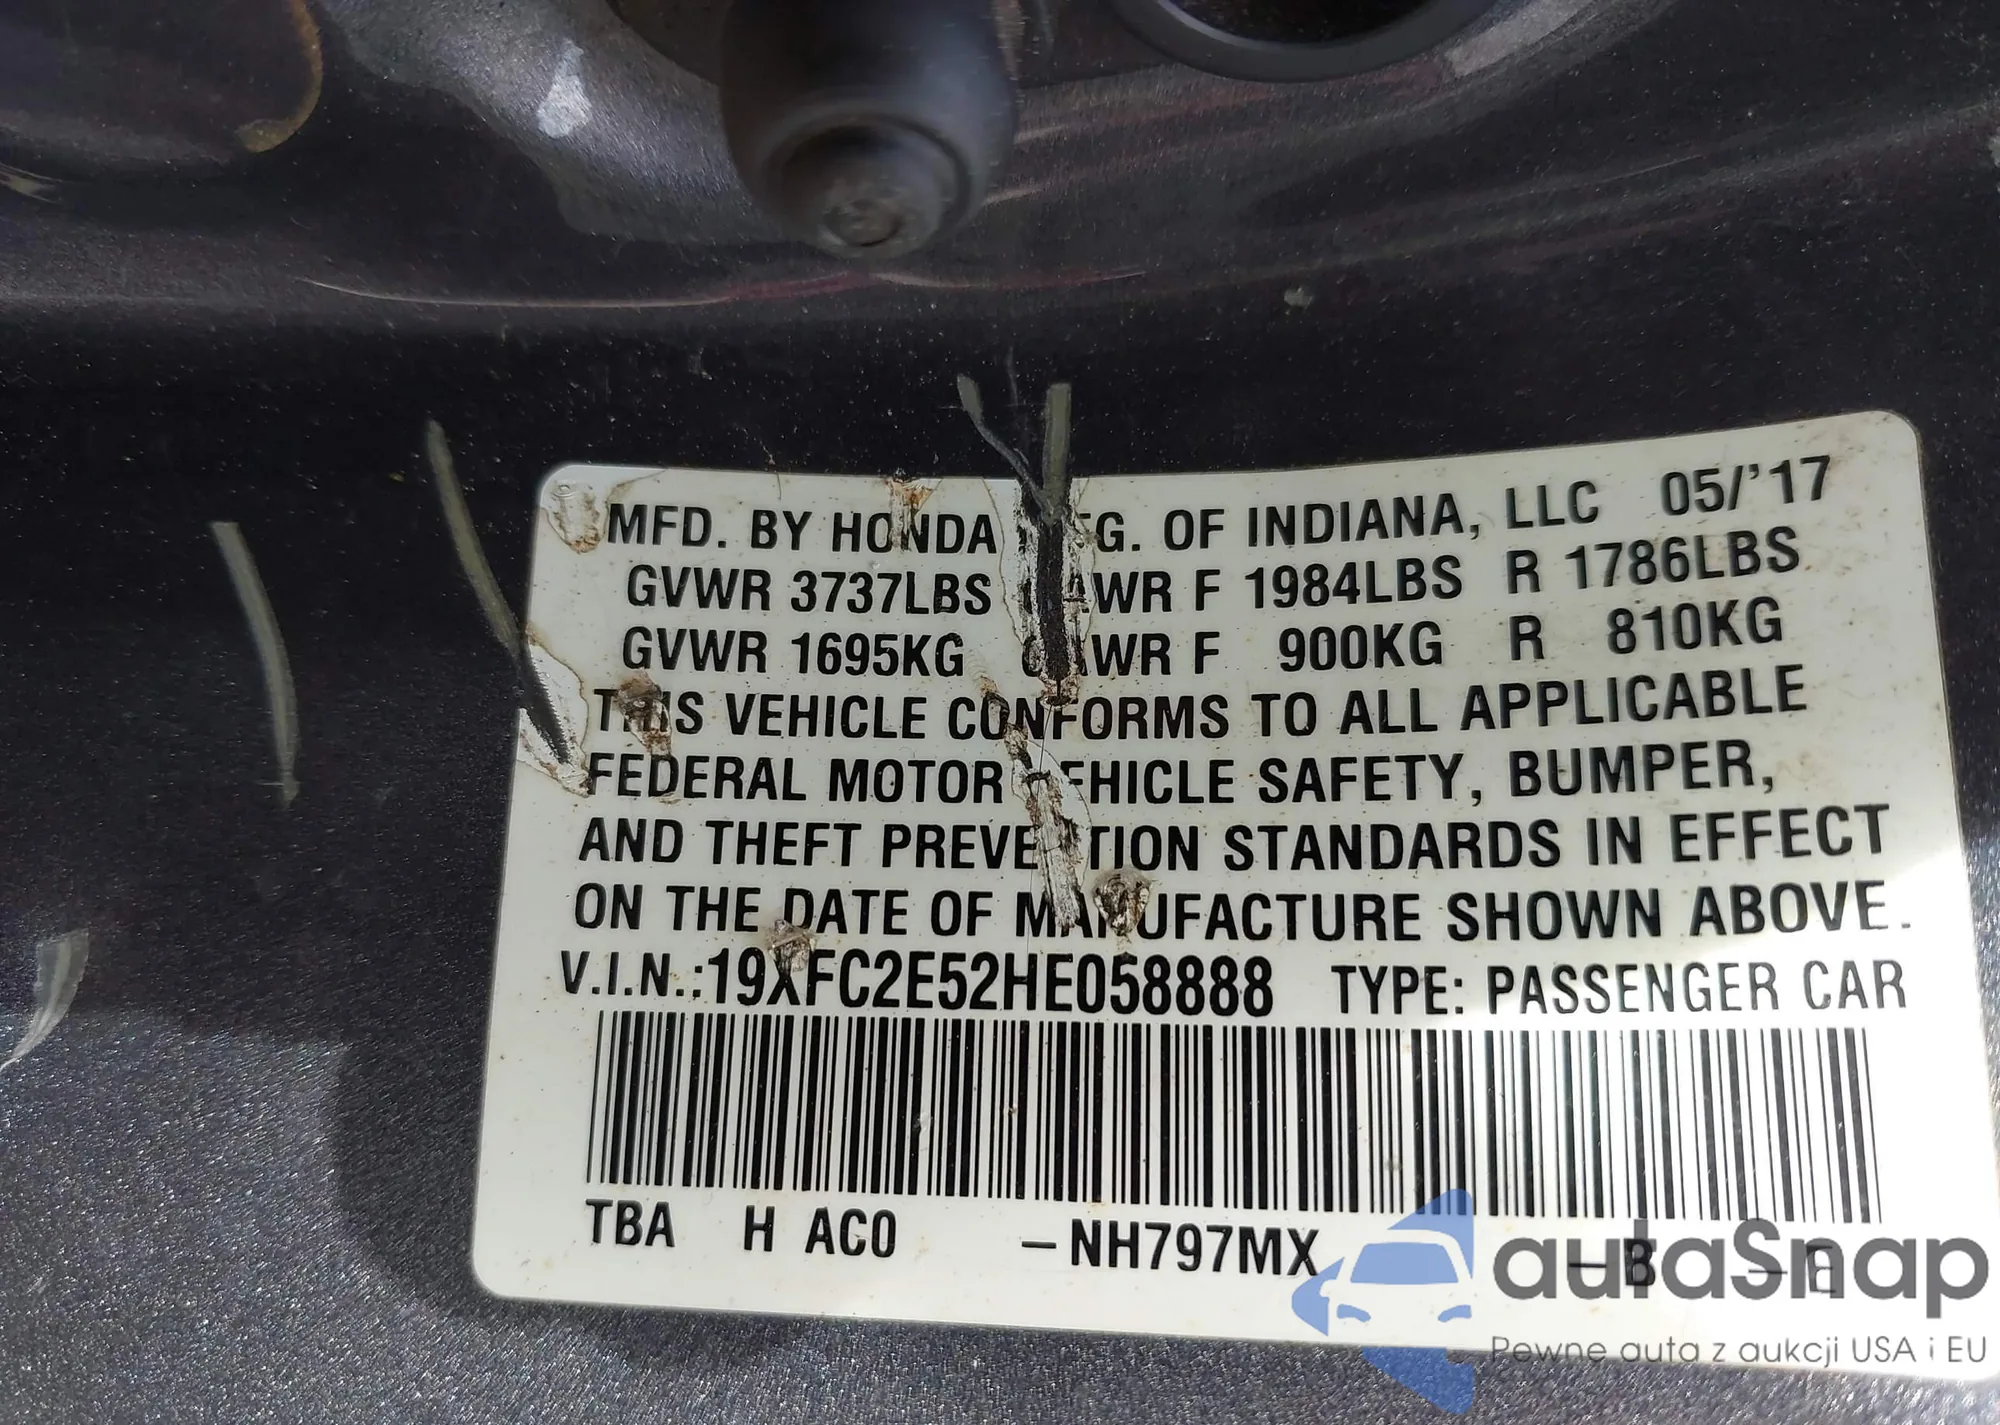 MFD. BY HONDA MFG. OF INDIANA, LLC 05/'17
GVWR 3737LBS GAWR F 1984LBS R 1786LBS
GVWR 1695KG GAWR F 900KG R 810KG
THIS VEHICLE CONFORMS TO ALL APPLICABLE
FEDERAL MOTOR VEHICLE SAFETY, BUMPER,
AND THEFT PREVENTION STANDARDS IN EFFECT
ON THE DATE OF MANUFACTURE SHOWN ABOVE.
V.I.N.:19XFC2E52HE058888 TYPE: PASSENGER CAR
TBA H AC0 –NH797MX –B –E
autaSnap
Pewne auta z aukcji USA i EU